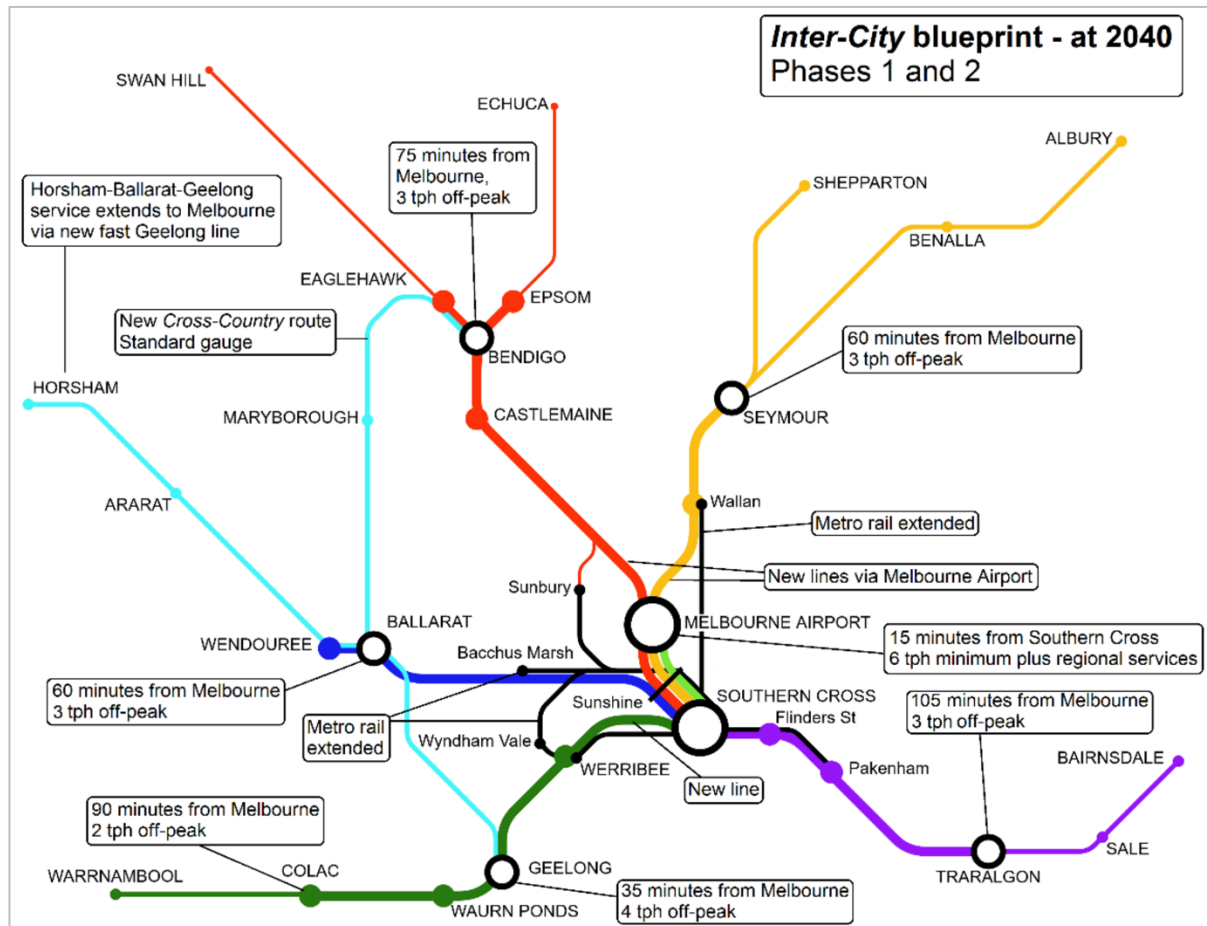 Inter-City blueprint - at 2040
Phases 1 and 2
SWAN HILL
ECHUCA
75 minutes from
Melbourne,
3 tph off-peak
ALBURY
SHEPPARTON
BENALLA
Horsham-Ballarat-Geelong
service extends to Melbourne
via new fast Geelong line
EAGLEHAWK
EPSOM
New Cross-Country route
Standard gauge
BENDIGO
60 minutes from Melbourne
3 tph off-peak
HORSHAM
MARYBOROUGH
CASTLEMAINE
SEYMOUR
ARARAT
Wallan
Metro rail extended
New lines via Melbourne Airport
Sunbury
BALLARAT
MELBOURNE AIRPORT
WENDOUREE
Bacchus Marsh
15 minutes from Southern Cross
6 tph minimum plus regional services
60 minutes from Melbourne
3 tph off-peak
Sunshine
SOUTHERN CROSS
Flinders St
105 minutes from Melbourne
3 tph off-peak
Metro rail
extended
Wyndham Vale
WERRIBEE
Pakenham
BAIRNSDALE
New line
90 minutes from Melbourne
2 tph off-peak
SALE
WARRNAMBOOL
COLAC
GEELONG
TRARALGON
WAURN PONDS
35 minutes from Melbourne
4 tph off-peak